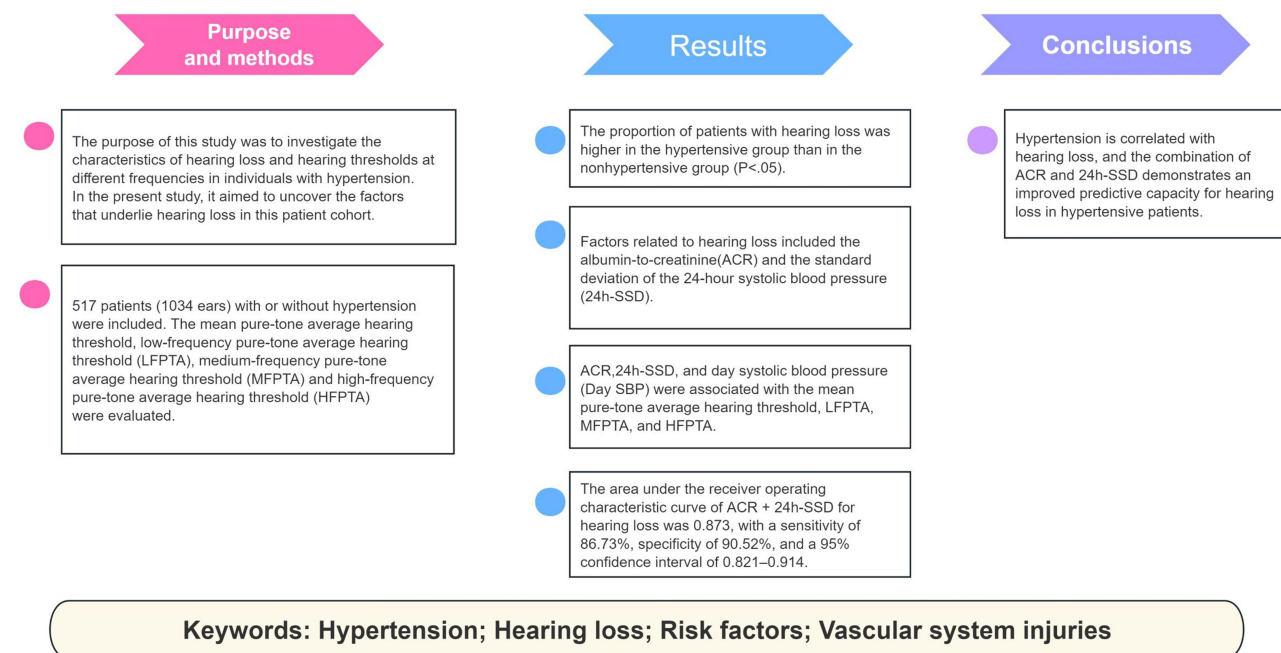 Purpose
and methods
The purpose of this study was to investigate the
characteristics of hearing loss and hearing thresholds at
different frequencies in individuals with hypertension.
In the present study, it aimed to uncover the factors
that underlie hearing loss in this patient cohort.
517 patients (1034 ears) with or without hypertension
were included. The mean pure-tone average hearing
threshold, low-frequency pure-tone average hearing
threshold (LFPTA), medium-frequency pure-tone
average hearing threshold (MFPTA) and high-frequency
pure-tone average hearing threshold (HFPTA)
were evaluated.
Results
The proportion of patients with hearing loss was
higher in the hypertensive group than in the
nonhypertensive group (P<.05).
Factors related to hearing loss included the
albumin-to-creatinine(ACR) and the standard
deviation of the 24-hour systolic blood pressure
(24h-SSD).
ACR,24h-SSD, and day systolic blood pressure
(Day SBP) were associated with the mean
pure-tone average hearing threshold, LFPTA,
MFPTA, and HFPTA.
The area under the receiver operating
characteristic curve of ACR + 24h-SSD for
hearing loss was 0.873, with a sensitivity of
86.73%, specificity of 90.52%, and a 95%
confidence interval of 0.821–0.914.
Conclusions
Hypertension is correlated with
hearing loss, and the combination of
ACR and 24h-SSD demonstrates an
improved predictive capacity for hearing
loss in hypertensive patients.
Keywords: Hypertension; Hearing loss; Risk factors; Vascular system injuries